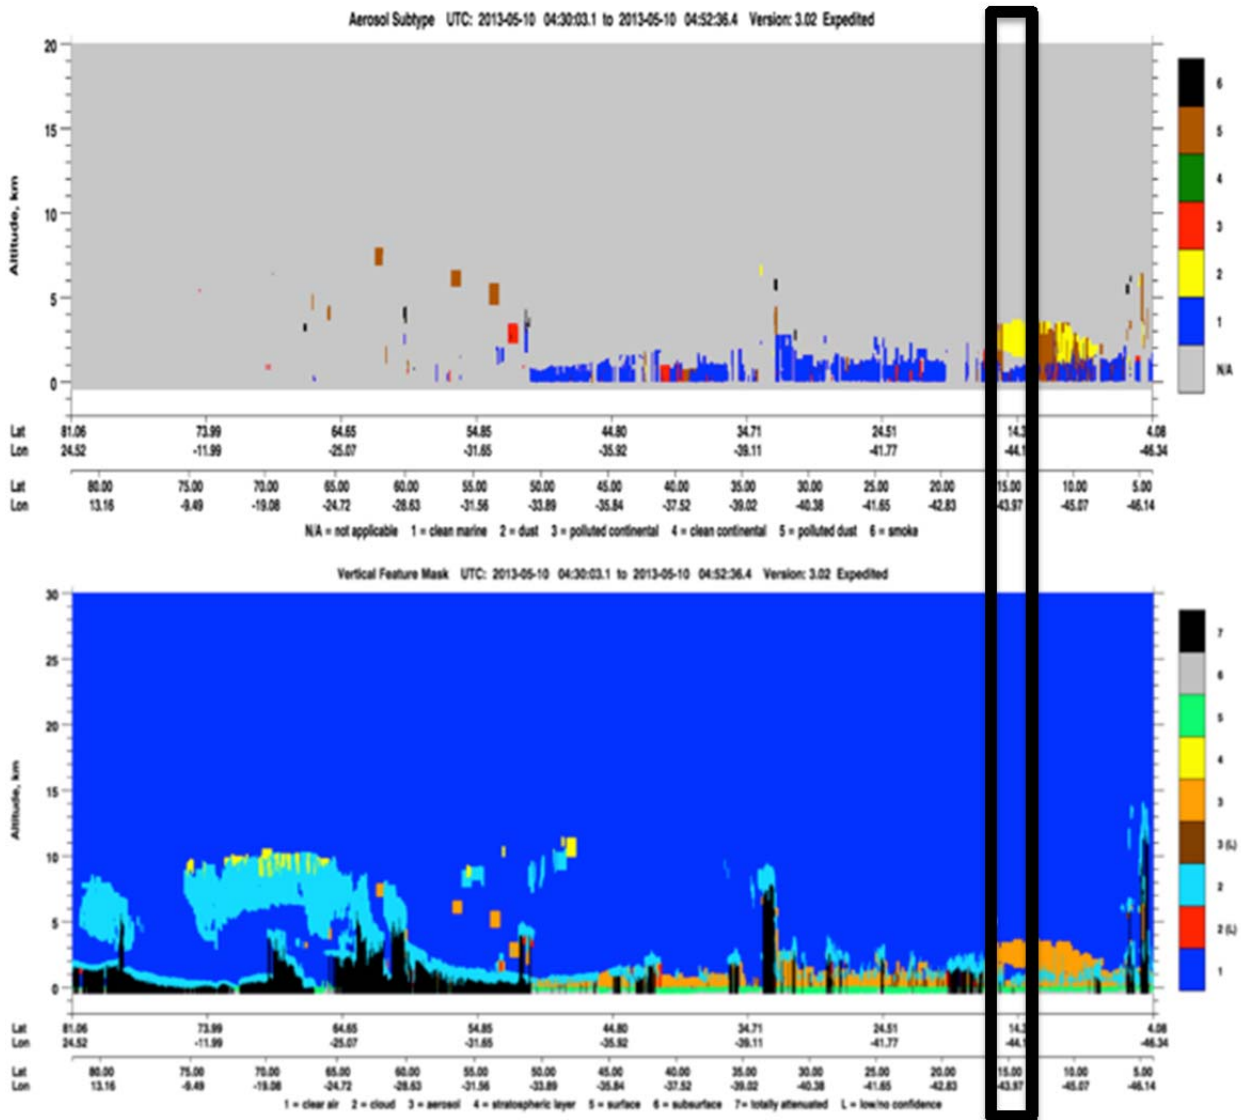 Aerosol Subtype UTC: 2013-05-10 04:30:03.1 to 2013-05-10 04:52:36.4 Version: 3.02 Expedited
20
15
10
5
0
Altitude, km
6
5
4
3
2
1
N/A
Lat 81.06 73.99 64.65 54.85 44.80 34.71 24.51 14.3 4.08
Lon 24.52 -11.99 -25.07 -31.65 -35.92 -39.11 -41.77 -44.1 -46.34
Lat 80.00 75.00 70.00 65.00 60.00 55.00 50.00 45.00 40.00 35.00 30.00 25.00 20.00 15.00 10.00 5.00
Lon 13.16 -9.49 -19.08 -24.72 -28.63 -31.56 -33.89 -35.84 -37.52 -39.02 -40.38 -41.65 -42.83 -43.97 -45.07 -46.14
N/A = not applicable 1 = clean marine 2 = dust 3 = polluted continental 4 = clean continental 5 = polluted dust 6 = smoke
Vertical Feature Mask UTC: 2013-05-10 04:30:03.1 to 2013-05-10 04:52:36.4 Version: 3.02 Expedited
30
25
20
15
10
5
0
Altitude, km
7
6
5
4
3
3 (L)
2
2 (L)
1
Lat 81.06 73.99 64.65 54.85 44.80 34.71 24.51 14.3 4.08
Lon 24.52 -11.99 -25.07 -31.65 -35.92 -39.11 -41.77 -44.1 -46.34
Lat 80.00 75.00 70.00 65.00 60.00 55.00 50.00 45.00 40.00 35.00 30.00 25.00 20.00 15.00 10.00 5.00
Lon 13.16 -9.49 -19.08 -24.72 -28.63 -31.56 -33.89 -35.84 -37.52 -39.02 -40.38 -41.65 -42.83 -43.97 -45.07 -46.14
1 = clear air 2 = cloud 3 = aerosol 4 = stratospheric layer 5 = surface 6 = subsurface 7= totally attenuated L = low/no confidence